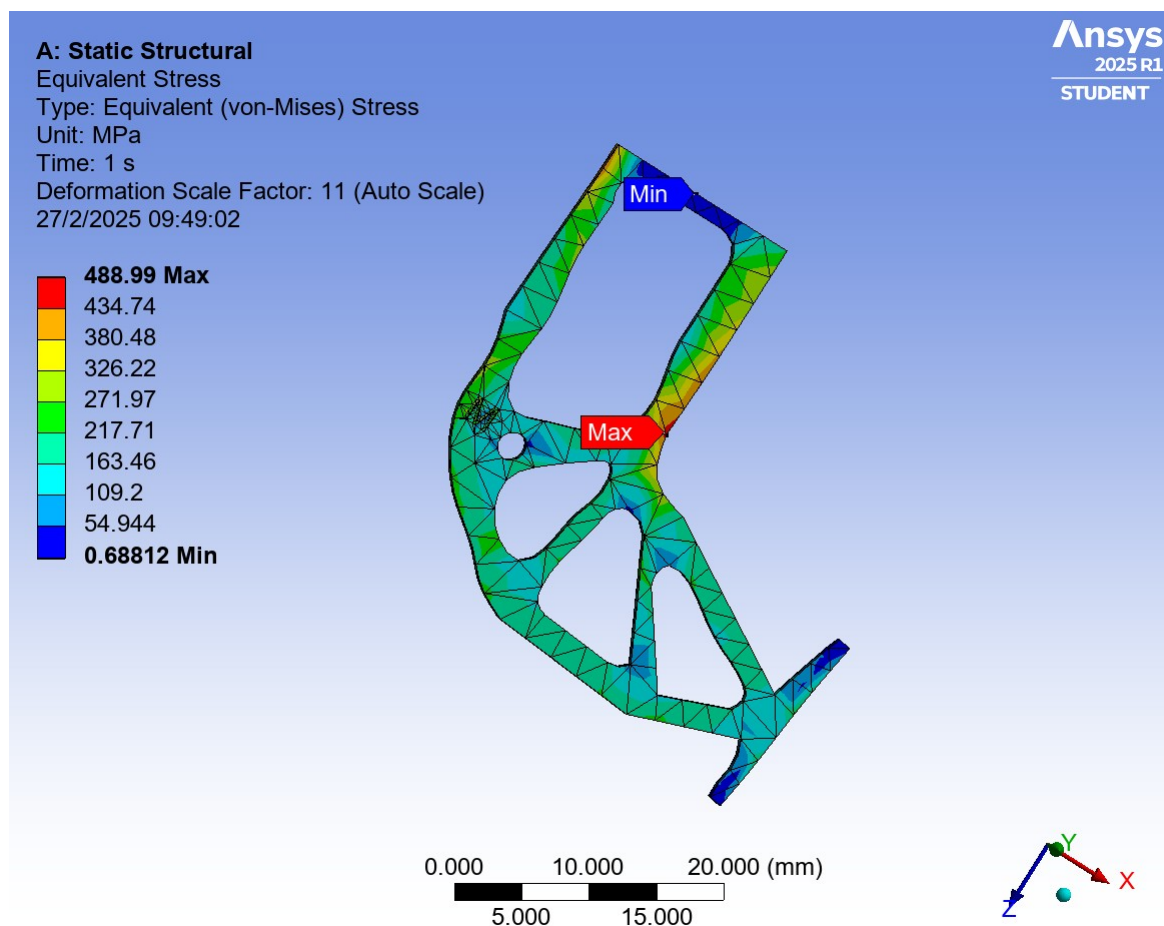 A: Static Structural
Equivalent Stress
Type: Equivalent (von-Mises) Stress
Unit: MPa
Time: 1 s
Deformation Scale Factor: 11 (Auto Scale)
27/2/2025 09:49:02
Ansys
2025 R1
STUDENT
488.99 Max
434.74
380.48
326.22
271.97
217.71
163.46
109.2
54.944
0.68812 Min
Min
Max
0.000 10.000 20.000 (mm)
5.000 15.000
Y
X
Z